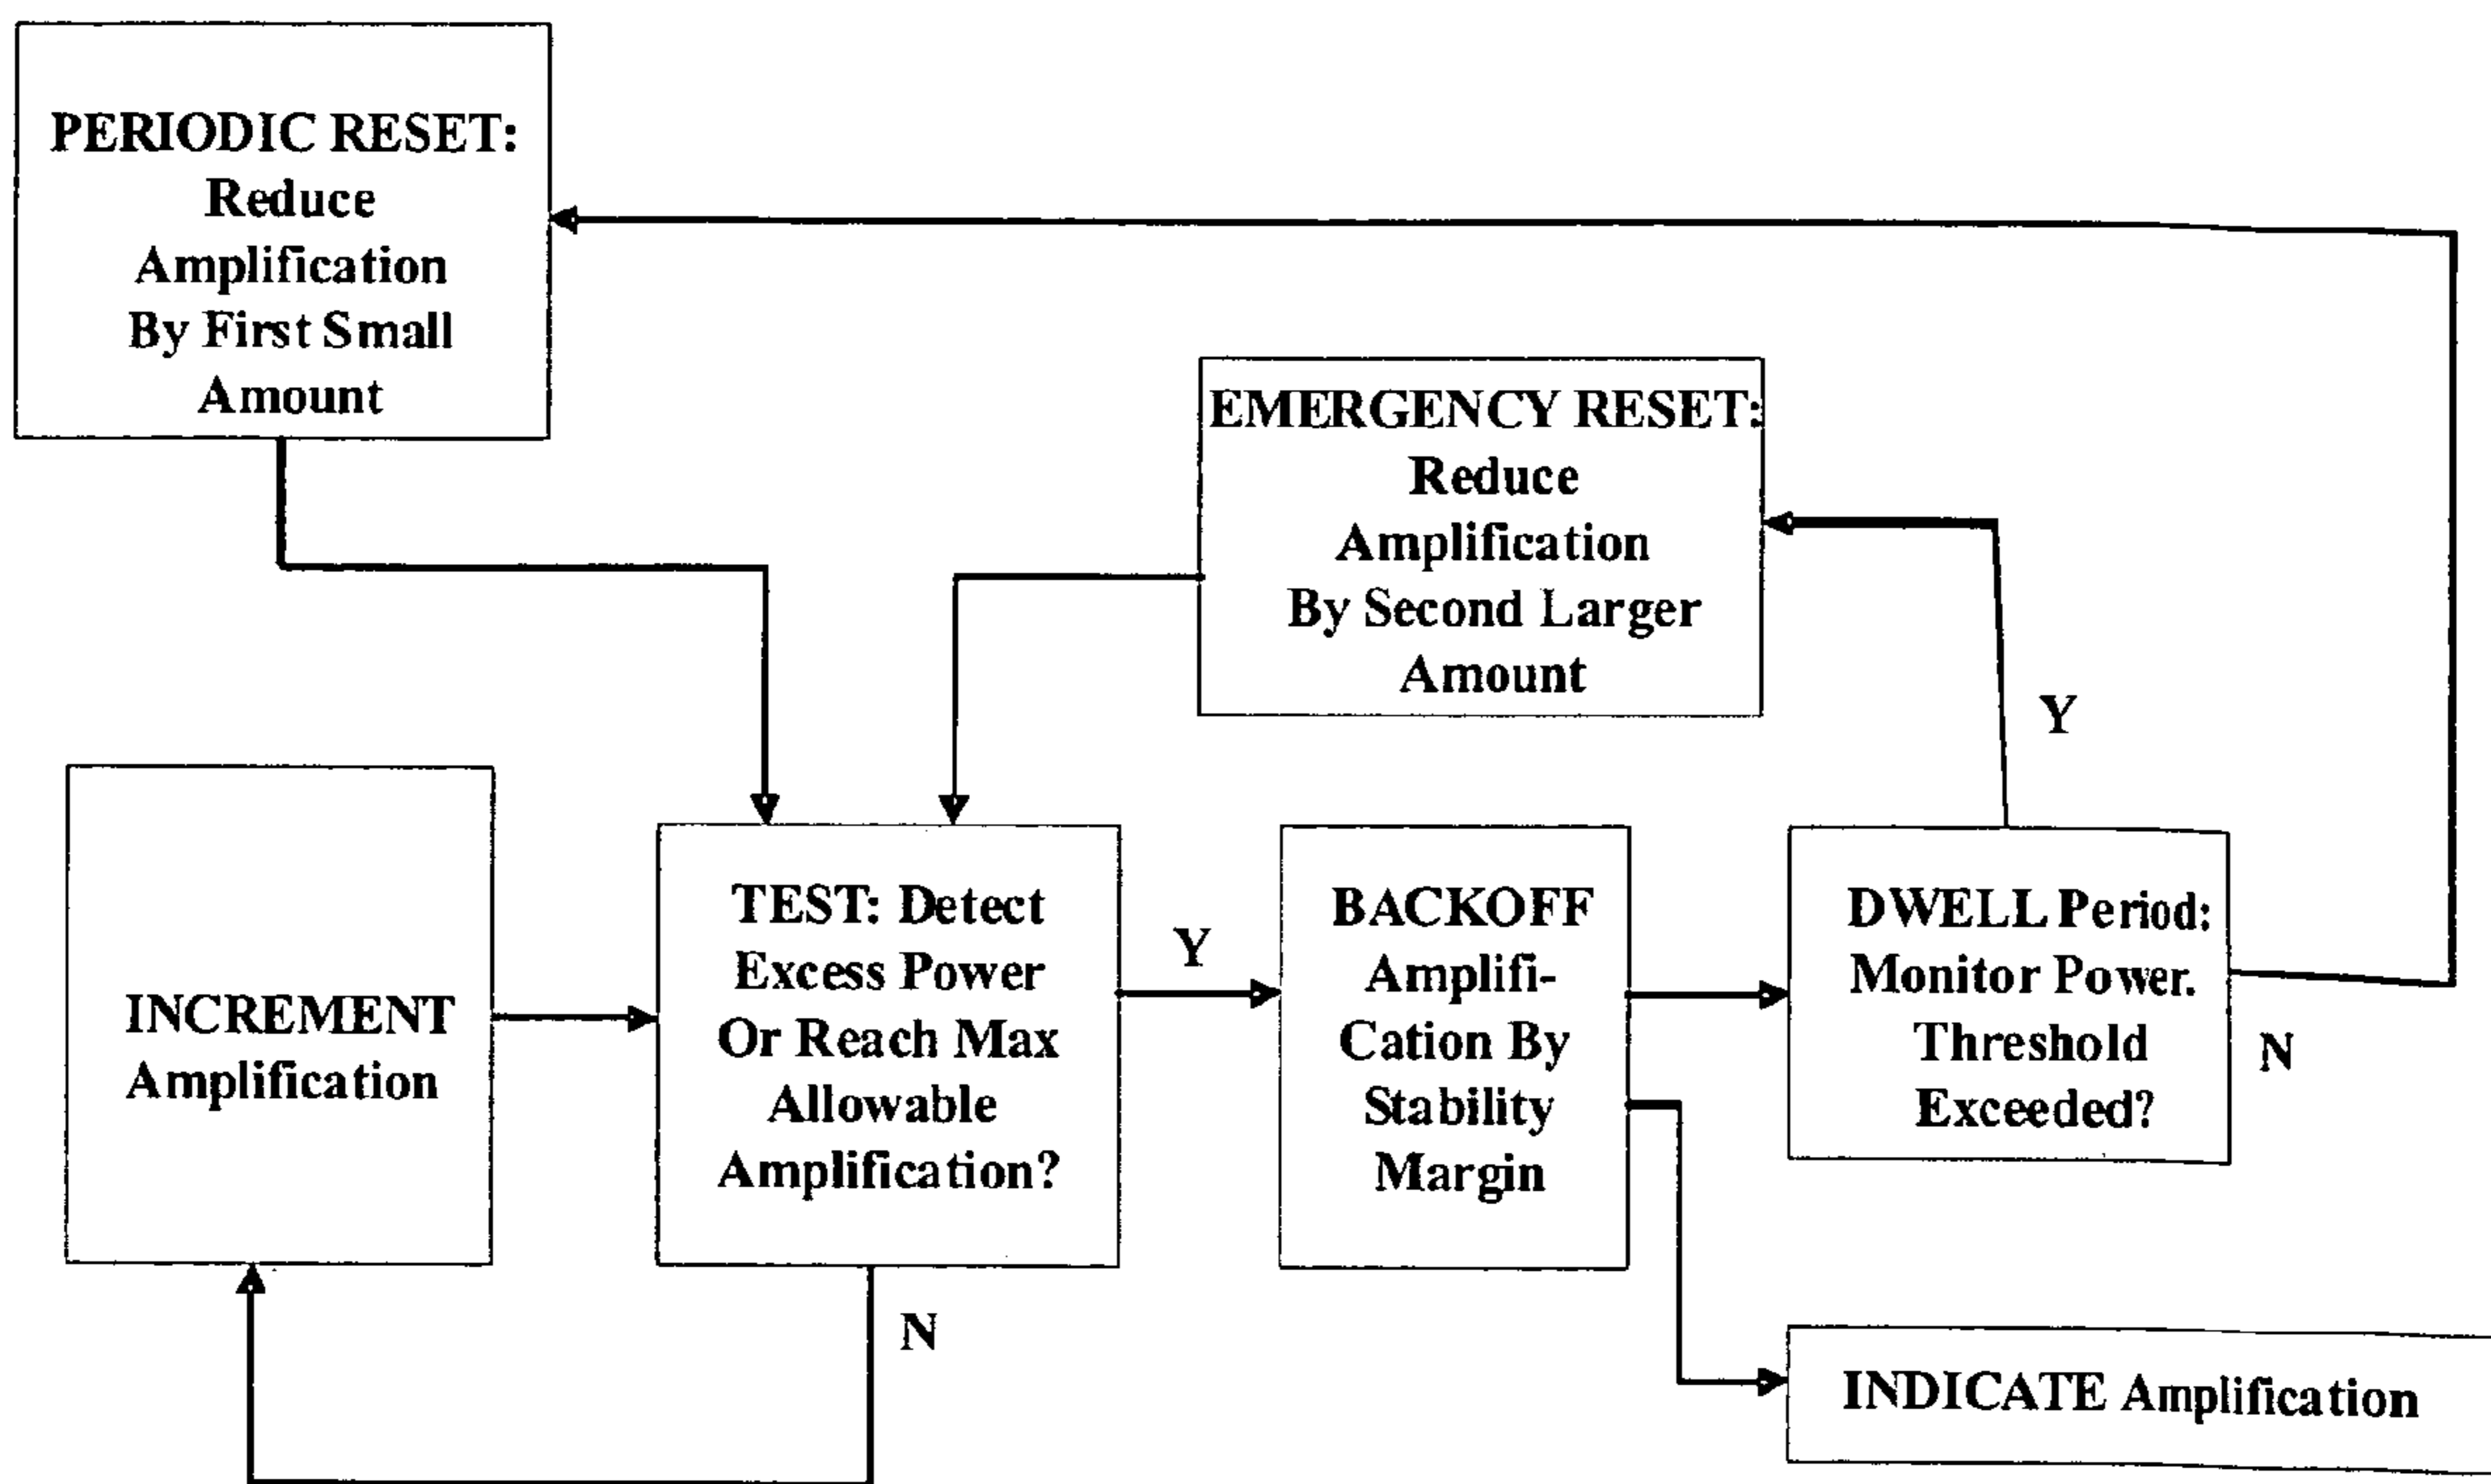 PERIODIC RESET:
Reduce
Amplification
By First Small
Amount
EMERGENCY RESET:
Reduce
Amplification
By Second Larger
Amount
Y
INCREMENT
Amplification
TEST: Detect
Excess Power
Or Reach Max
Allowable
Amplification?
Y
N
BACKOFF
Amplifi-
Cation By
Stability
Margin
DWELL Period:
Monitor Power.
Threshold
Exceeded?
N
INDICATE Amplification